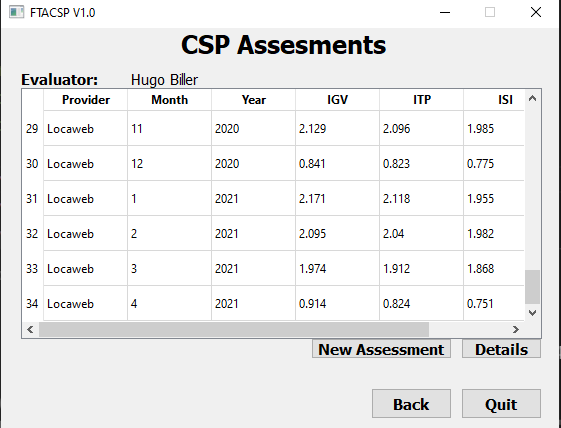 FTACSP V1.0
CSP Assesments
Evaluator: Hugo Biller
Provider Month Year IGV ITP ISI
29 Locaweb 11 2020 2.129 2.096 1.985
30 Locaweb 12 2020 0.841 0.823 0.775
31 Locaweb 1 2021 2.171 2.118 1.955
32 Locaweb 2 2021 2.095 2.04 1.982
33 Locaweb 3 2021 1.974 1.912 1.868
34 Locaweb 4 2021 0.914 0.824 0.751
New Assessment Details
Back Quit